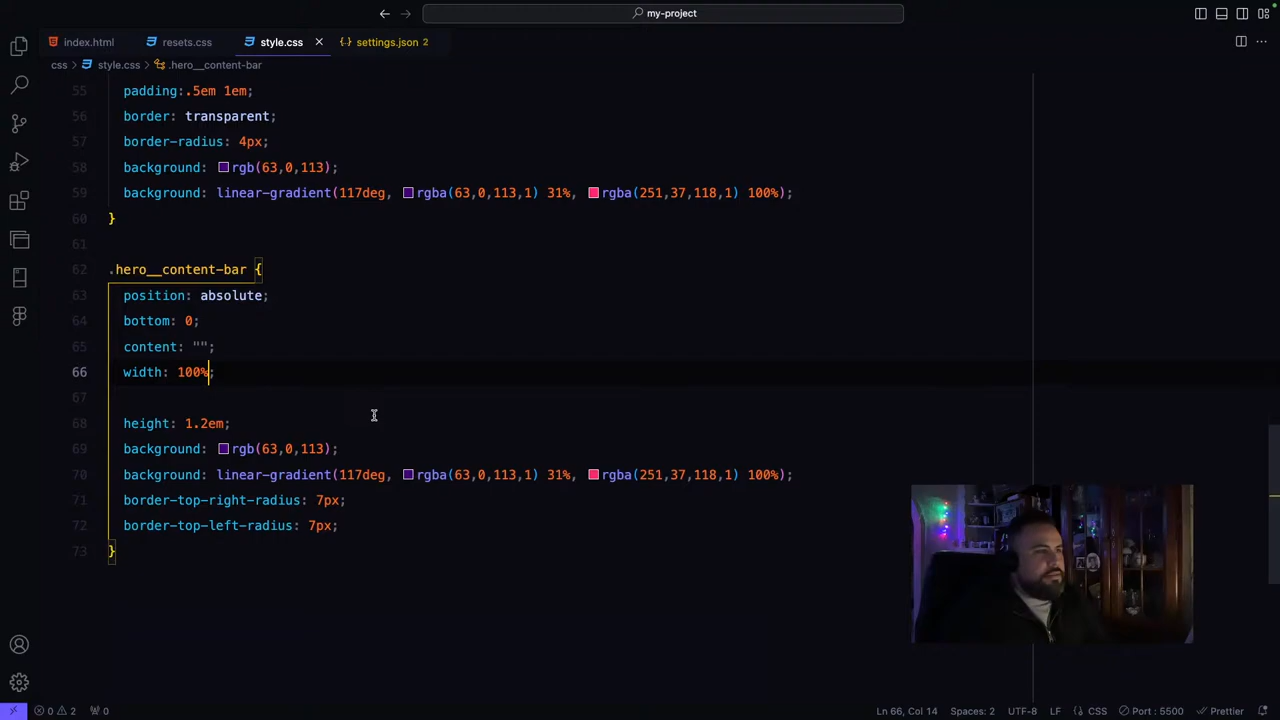 my-project
index.html
resets.css
style.css
settings.json 2
css > style.css > .hero__content-bar
55 padding:.5em 1em;
56 border: transparent;
57 border-radius: 4px;
58 background: rgb(63,0,113);
59 background: linear-gradient(117deg, rgba(63,0,113,1) 31%, rgba(251,37,118,1) 100%);
60 }
61
62 .hero__content-bar {
63 position: absolute;
64 bottom: 0;
65 content: "";
66 width: 100%;
67
68 height: 1.2em;
69 background: rgb(63,0,113);
70 background: linear-gradient(117deg, rgba(63,0,113,1) 31%, rgba(251,37,118,1) 100%);
71 border-top-right-radius: 7px;
72 border-top-left-radius: 7px;
73 }
0 2 0 Ln 66, Col 14 Spaces: 2 UTF-8 LF {} CSS Port : 5500 Prettier